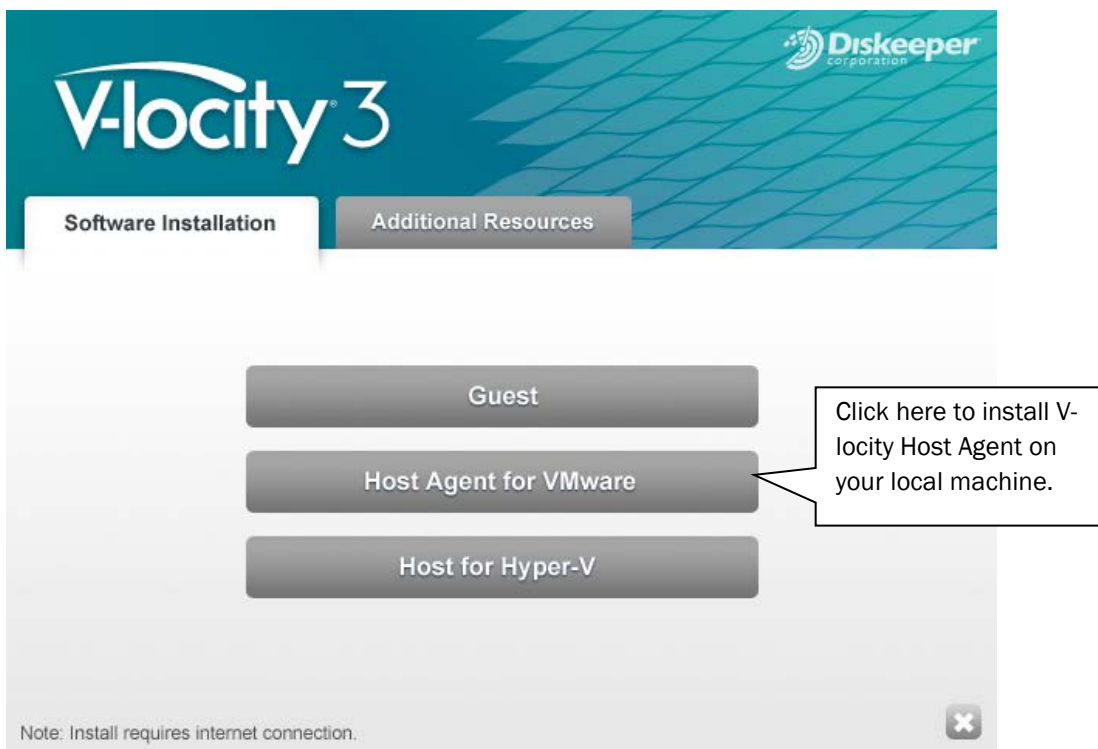 Diskeeper
corporation
V-locity® 3
Software Installation
Additional Resources
Guest
Host Agent for VMware
Host for Hyper-V
Click here to install V-
locity Host Agent on
your local machine.
Note: Install requires internet connection.